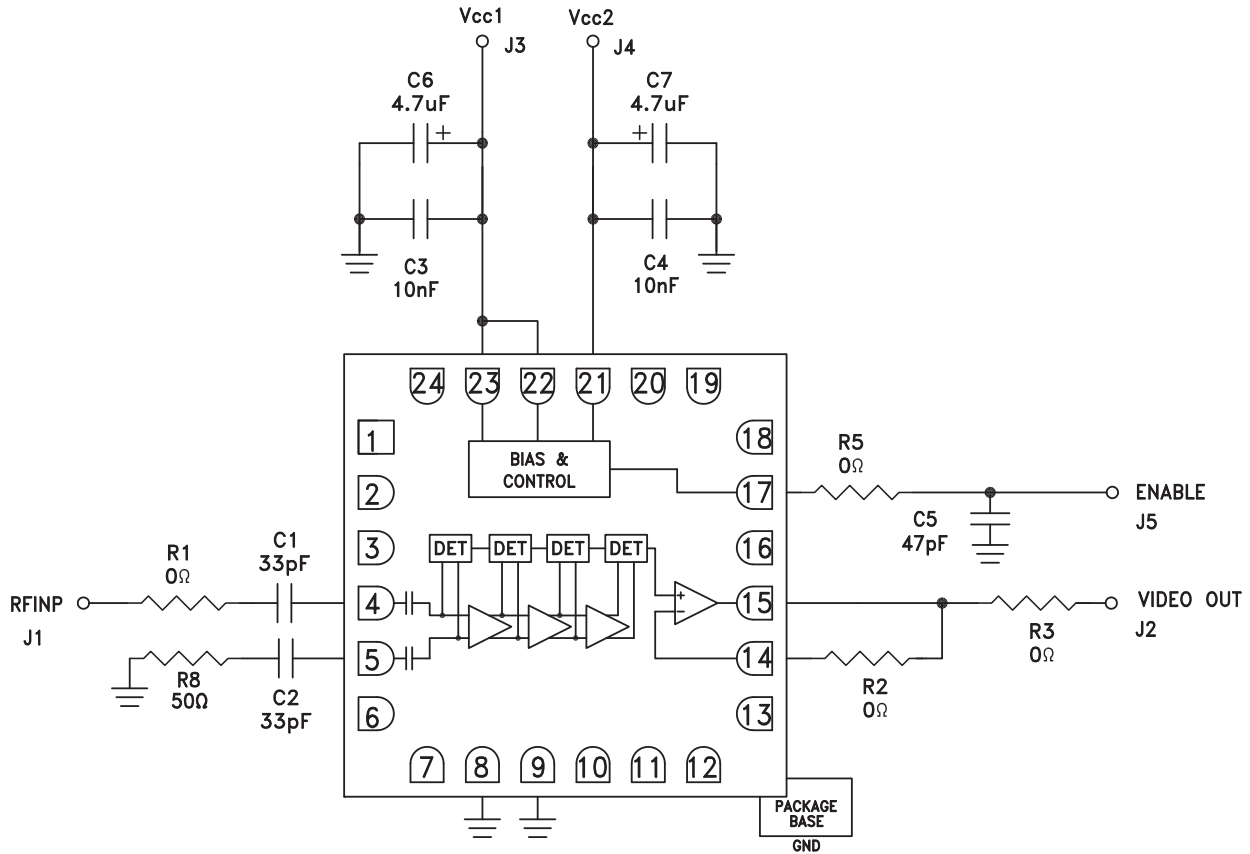 Vcc1
J3
Vcc2
J4
C6
4.7uF
+
C7
4.7uF
+
C3
10nF
C4
10nF
24
23
22
21
20
19
1
2
3
4
5
6
18
17
16
15
14
13
7
8
9
10
11
12
BIAS &
CONTROL
DET
DET
DET
DET
+
−
R5
0Ω
C5
47pF
ENABLE
J5
RFINP
J1
R1
0Ω
C1
33pF
R8
50Ω
C2
33pF
VIDEO OUT
J2
R3
0Ω
R2
0Ω
PACKAGE
BASE
GND